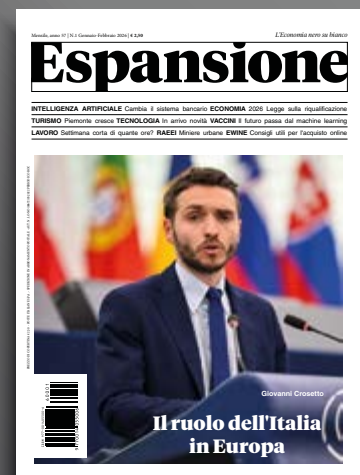 Mensile, anno 57 | N.1 Gennaio-Febbraio 2026 | € 2,50
L'Economia nero su bianco
Espansione
INTELLIGENZA ARTIFICIALE Cambia il sistema bancario ECONOMIA 2026 Legge sulla riqualificazione
TURISMO Piemonte cresce TECNOLOGIA In arrivo novità VACCINI Il futuro passa dal machine learning
LAVORO Settimana corta di quante ore? RAEEI Miniere urbane EWINE Consigli utili per l'acquisto online
Giovanni Crosetto
Il ruolo dell'Italia
in Europa